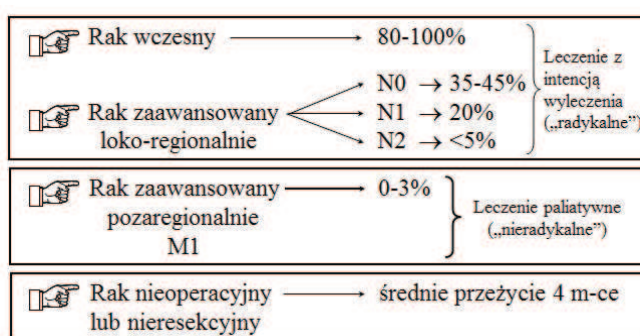 Rak wczesny → 80-100%
N0 → 35-45%
Rak zaawansowany
loko-regionalnie
N1 → 20%
N2 → <5%
Leczenie z
intencją
wyleczenia
(„radykalne”)
Rak zaawansowany → 0-3%
pozaregionalnie
M1
Leczenie paliatywne
(„nieradykalne”)
Rak nieoperacyjny → średnie przeżycie 4 m-ce
lub nieresekcyjny